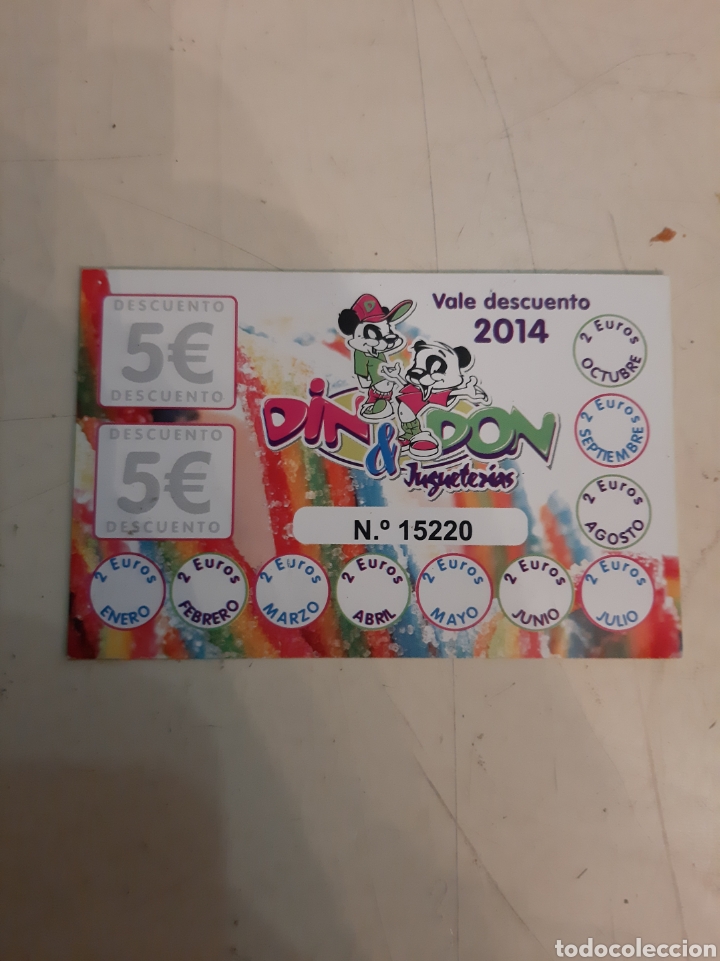 DESCUENTO
5€
DESCUENTO
DESCUENTO
5€
DESCUENTO
Vale descuento
2014
DIN & DON
Jugueterías
N.º 15220
2 Euros
OCTUBRE
2 Euros
SEPTIEMBRE
2 Euros
AGOSTO
2 Euros
ENERO
2 Euros
FEBRERO
2 Euros
MARZO
2 Euros
ABRIL
2 Euros
MAYO
2 Euros
JUNIO
2 Euros
JULIO
todocoleccion